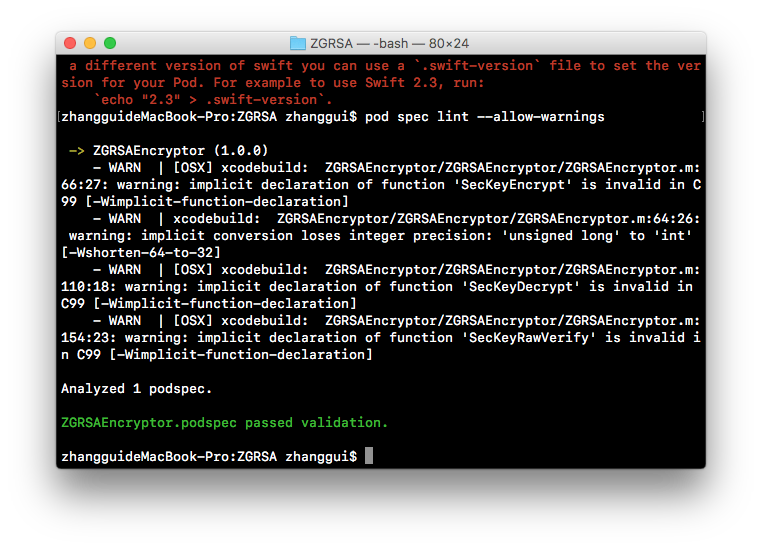 ZGRSA — -bash — 80×24
a different version of swift you can use a `.swift-version` file to set the ver
sion for your Pod. For example to use Swift 2.3, run:
`echo "2.3" > .swift-version`.
[zhangguideMacBook-Pro:ZGRSA zhanggui$ pod spec lint --allow-warnings ]
-> ZGRSAEncryptor (1.0.0)
- WARN | [OSX] xcodebuild: ZGRSAEncryptor/ZGRSAEncryptor/ZGRSAEncryptor.m:
66:27: warning: implicit declaration of function 'SecKeyEncrypt' is invalid in C
99 [-Wimplicit-function-declaration]
- WARN | xcodebuild: ZGRSAEncryptor/ZGRSAEncryptor/ZGRSAEncryptor.m:64:26:
warning: implicit conversion loses integer precision: 'unsigned long' to 'int'
[-Wshorten-64-to-32]
- WARN | [OSX] xcodebuild: ZGRSAEncryptor/ZGRSAEncryptor/ZGRSAEncryptor.m:
110:18: warning: implicit declaration of function 'SecKeyDecrypt' is invalid in
C99 [-Wimplicit-function-declaration]
- WARN | [OSX] xcodebuild: ZGRSAEncryptor/ZGRSAEncryptor/ZGRSAEncryptor.m:
154:23: warning: implicit declaration of function 'SecKeyRawVerify' is invalid i
n C99 [-Wimplicit-function-declaration]
Analyzed 1 podspec.
ZGRSAEncryptor.podspec passed validation.
zhangguideMacBook-Pro:ZGRSA zhanggui$